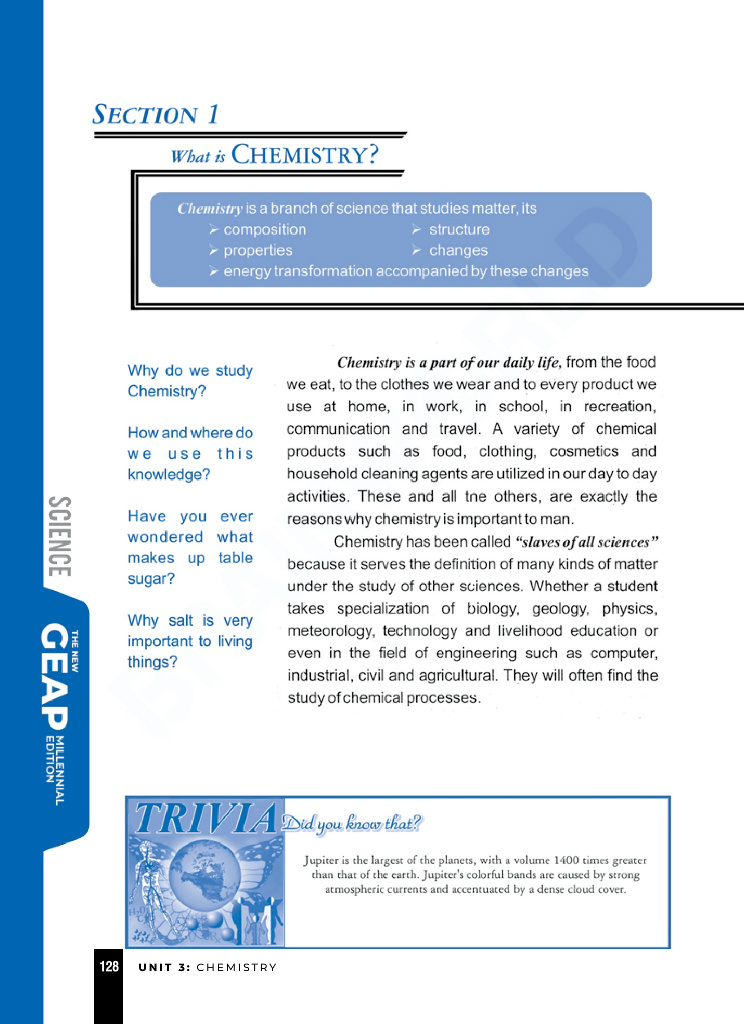 SECTION 1
What is CHEMISTRY?
Chemistry is a branch of science that studies matter, its
➢ composition
➢ structure
➢ properties
➢ changes
➢ energy transformation accompanied by these changes
Why do we study
Chemistry?
How and where do
we use this
knowledge?
Have you ever
wondered what
makes up table
sugar?
Why salt is very
important to living
things?
Chemistry is a part of our daily life, from the food
we eat, to the clothes we wear and to every product we
use at home, in work, in school, in recreation,
communication and travel. A variety of chemical
products such as food, clothing, cosmetics and
household cleaning agents are utilized in our day to day
activities. These and all tne others, are exactly the
reasons why chemistry is important to man.
Chemistry has been called “slaves of all sciences”
because it serves the definition of many kinds of matter
under the study of other sciences. Whether a student
takes specialization of biology, geology, physics,
meteorology, technology and livelihood education or
even in the field of engineering such as computer,
industrial, civil and agricultural. They will often find the
study of chemical processes.
SCIENCE
THE NEW
GEAP
MILLENNIAL
EDITION
TRIVIA
Did you know that?
Jupiter is the largest of the planets, with a volume 1400 times greater
than that of the earth. Jupiter's colorful bands are caused by strong
atmospheric currents and accentuated by a dense cloud cover.
128 UNIT 3: CHEMISTRY